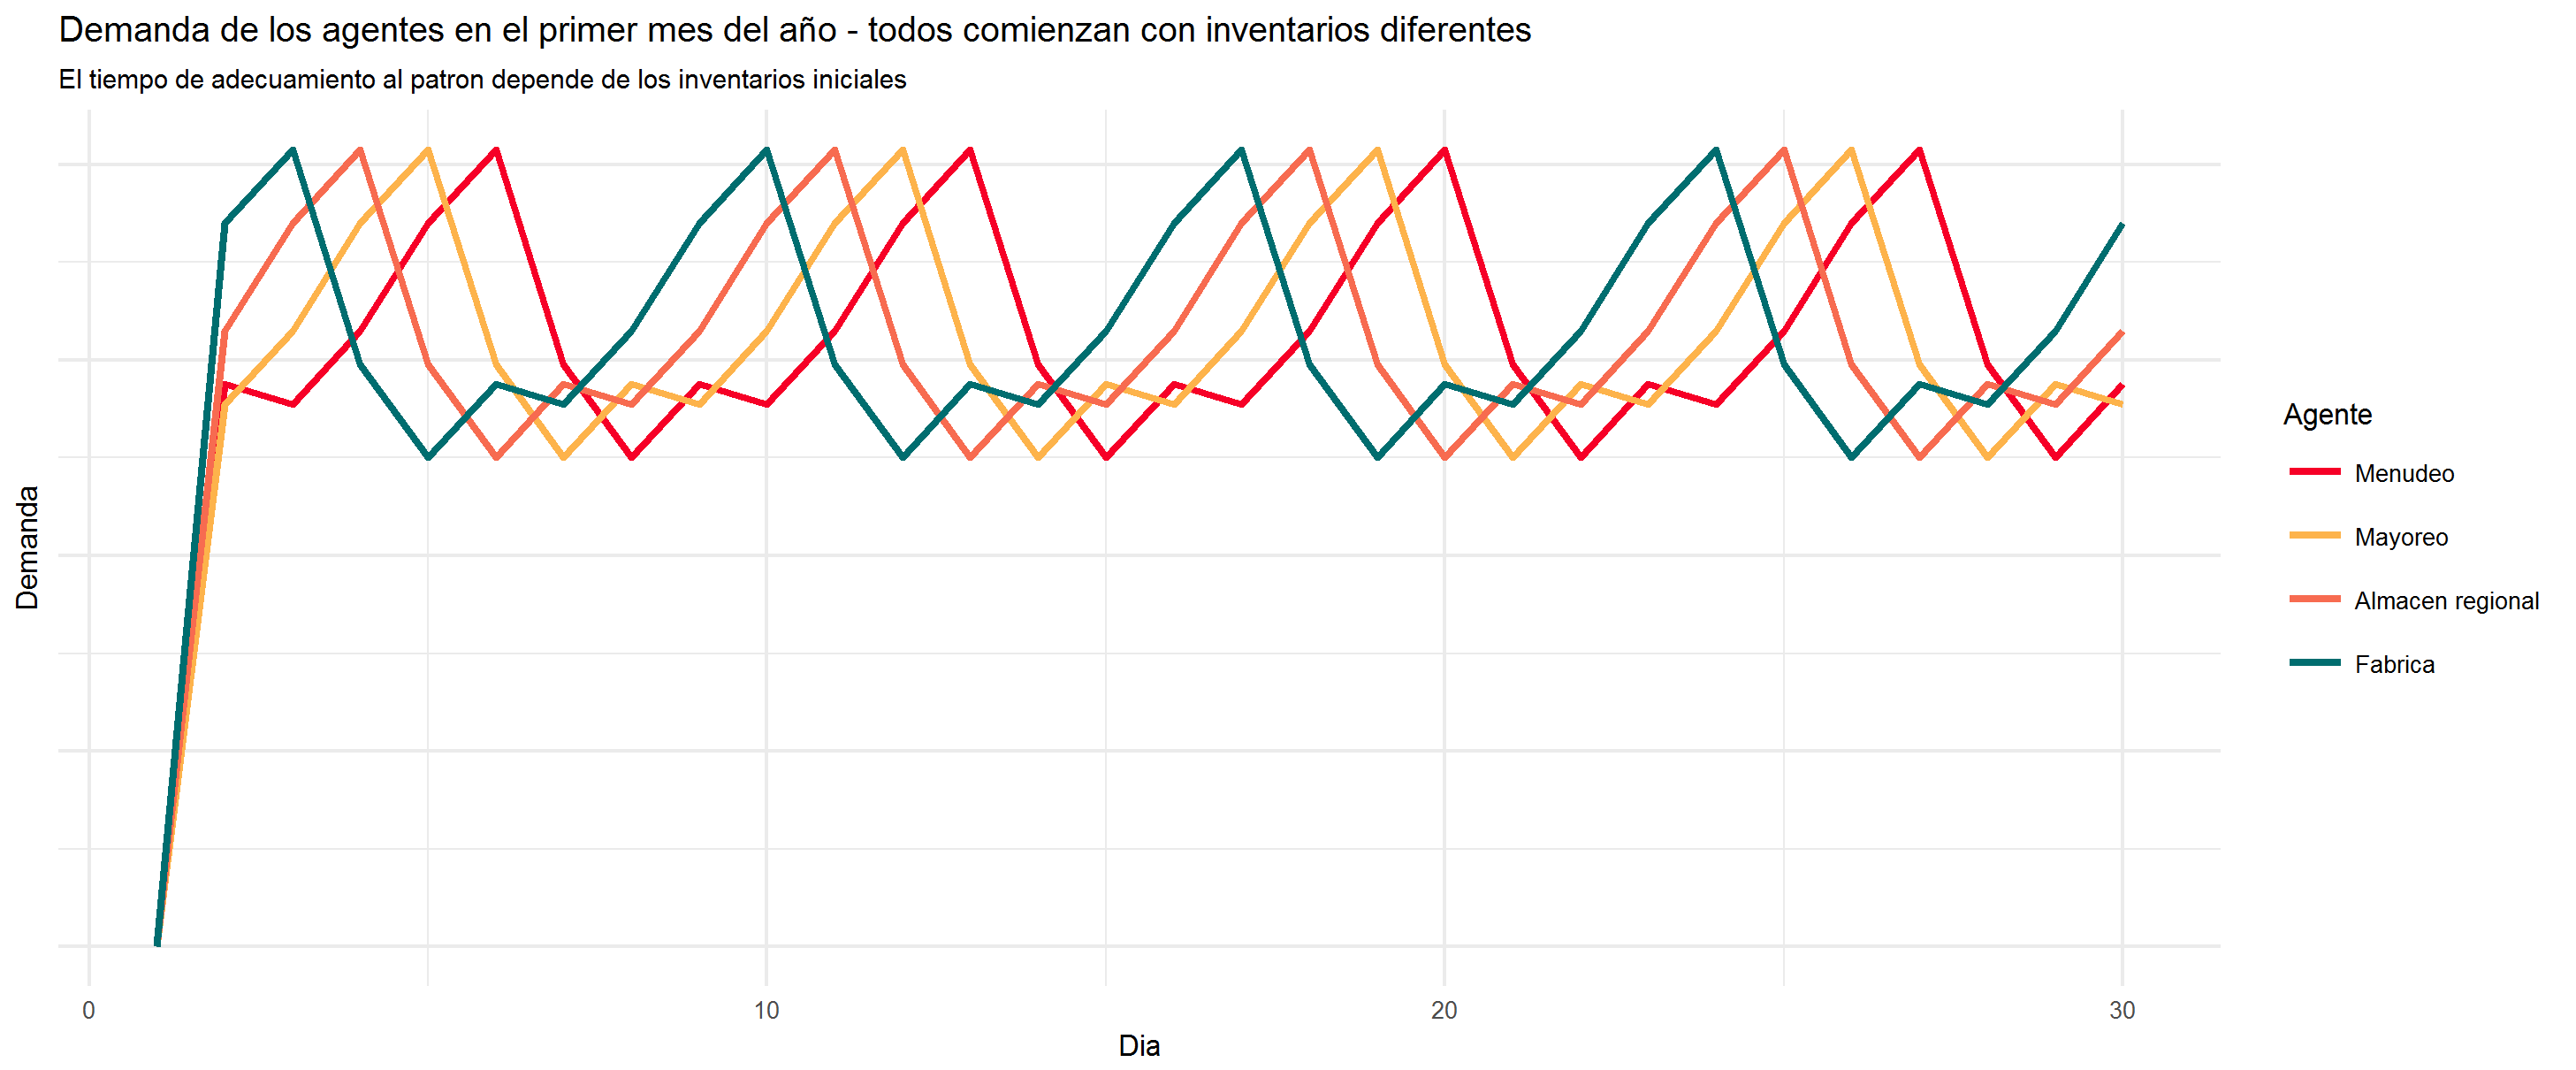 Demanda de los agentes en el primer mes del año - todos comienzan con inventarios diferentes
El tiempo de adecuamiento al patron depende de los inventarios iniciales
Demanda
0
10
20
30
Dia
Agente
Menudeo
Mayoreo
Almacen regional
Fabrica